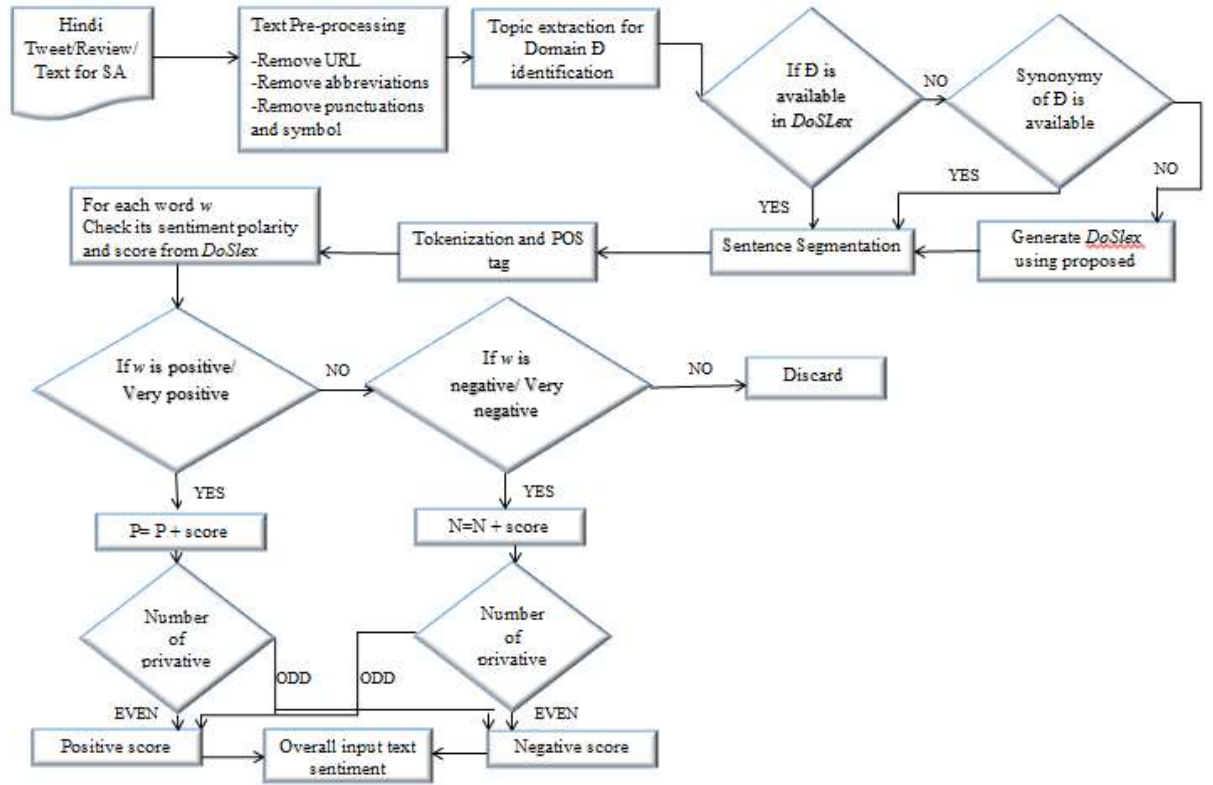 Hindi
Tweet/Review/
Text for SA
Text Pre-processing
-Remove URL
-Remove abbreviations
-Remove punctuations
and symbol
Topic extraction for
Domain Đ
identification
If Đ is
available
in DoSLex
NO
Synonymy
of Đ is
available
NO
YES
YES
For each word w
Check its sentiment polarity
and score from DoSlex
Tokenization and POS
tag
Sentence Segmentation
Generate DoSlex
using proposed
If w is positive/
Very positive
NO
If w is
negative/ Very
negative
NO
Discard
YES
YES
P= P + score
N=N + score
Number
of
privative
Number
of
privative
ODD
ODD
EVEN
EVEN
Positive score
Overall input text
sentiment
Negative score